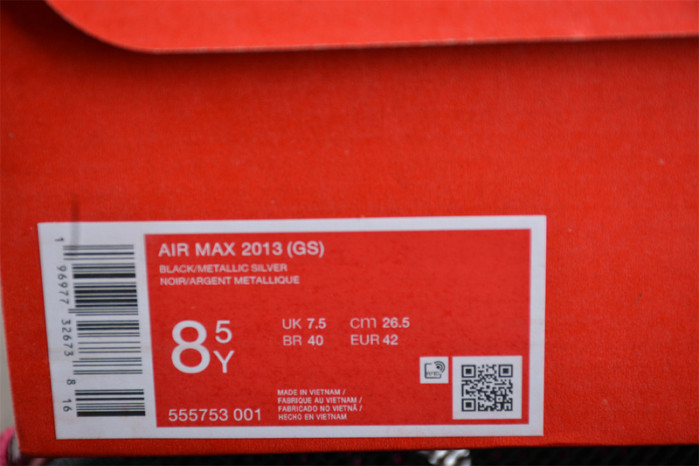 AIR MAX 2013 (GS)
BLACK/METALLIC SILVER
NOIR/ARGENT METALLIQUE
8 5
Y
UK 7.5 cm 26.5
BR 40 EUR 42
MADE IN VIETNAM /
FABRIQUE AU VIETNAM /
FABRICADO NO VIETNÃ /
HECHO EN VIETNAM
555753 001
1 96977 32673 8 16